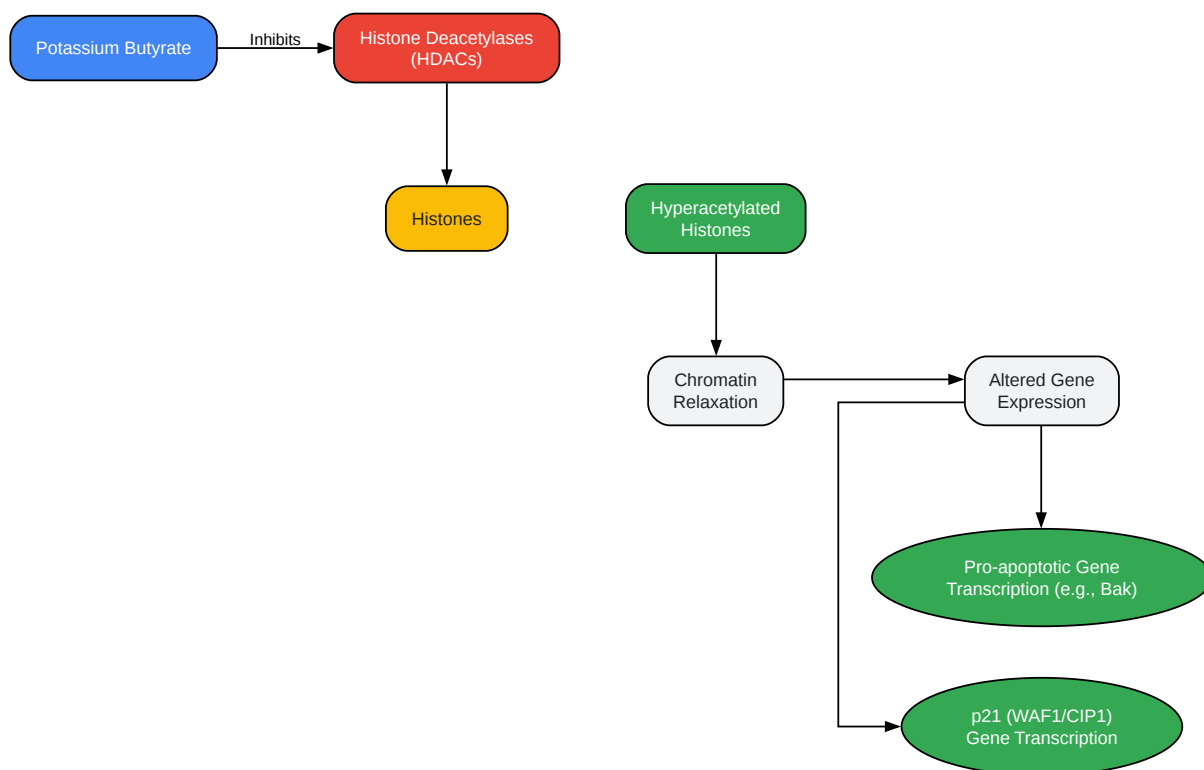 Potassium Butyrate
Inhibits
Histone Deacetylases
(HDACs)
Histones
Hyperacetylated
Histones
Chromatin
Relaxation
Altered Gene
Expression
Pro-apoptotic Gene
Transcription (e.g., Bak)
p21 (WAF1/CIP1)
Gene Transcription